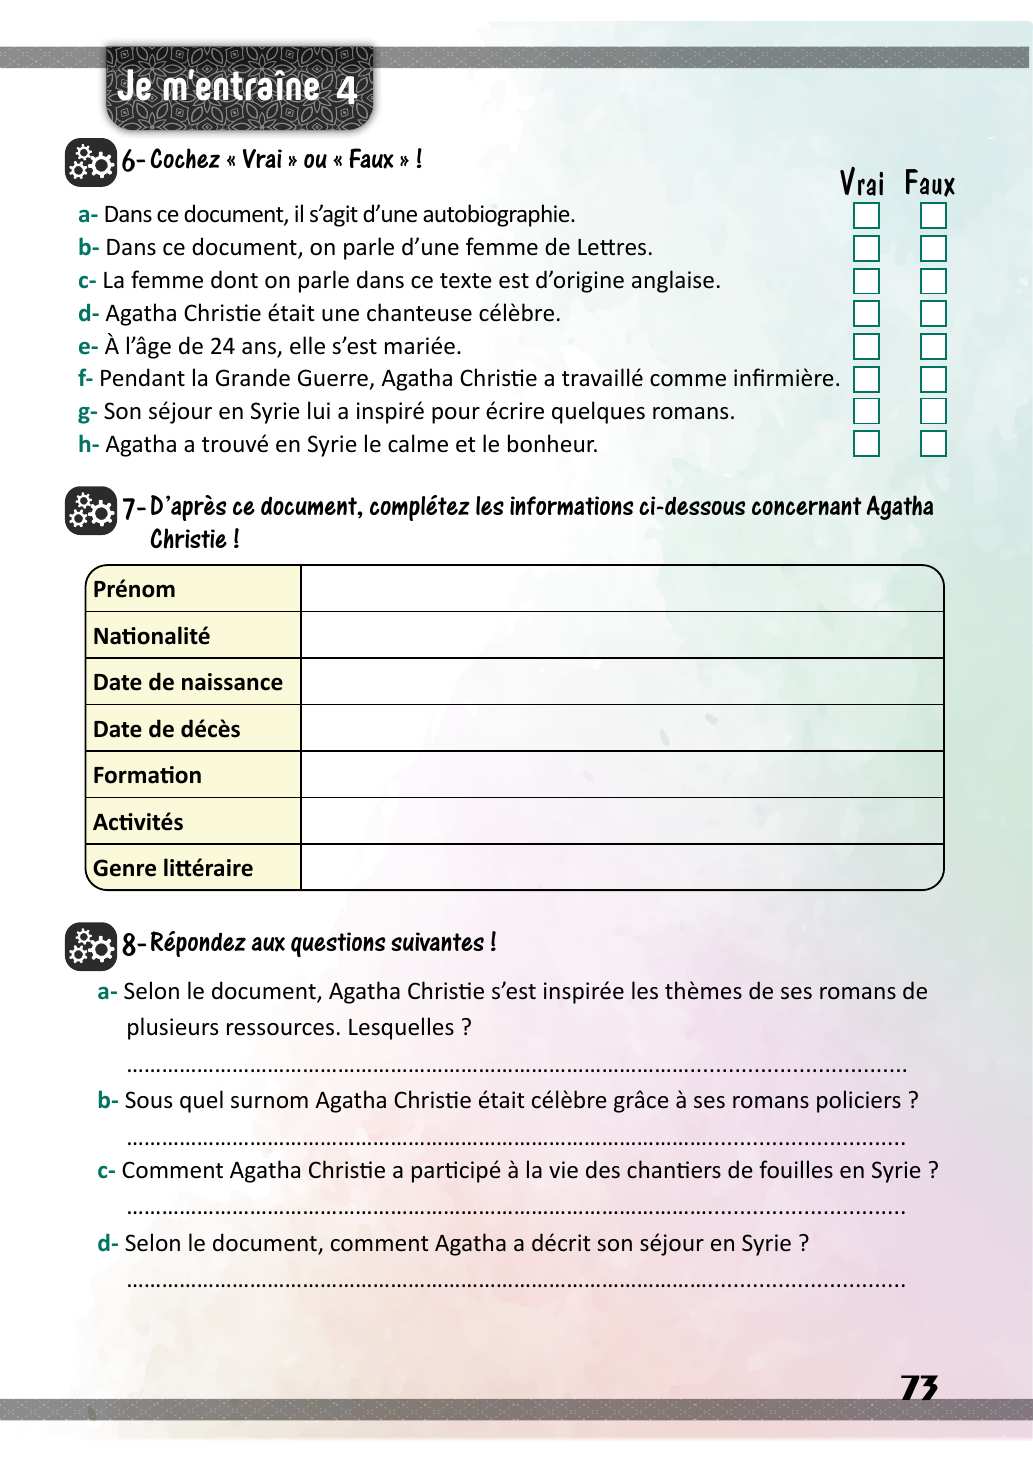 Je m'entraîne 4
6- Cochez « Vrai » ou « Faux » !
Vrai Faux
a- Dans ce document, il s’agit d’une autobiographie.
b- Dans ce document, on parle d’une femme de Lettres.
c- La femme dont on parle dans ce texte est d’origine anglaise.
d- Agatha Christie était une chanteuse célèbre.
e- À l’âge de 24 ans, elle s’est mariée.
f- Pendant la Grande Guerre, Agatha Christie a travaillé comme infirmière.
g- Son séjour en Syrie lui a inspiré pour écrire quelques romans.
h- Agatha a trouvé en Syrie le calme et le bonheur.
7- D’après ce document, complétez les informations ci-dessous concernant Agatha
Christie !
Prénom
Nationalité
Date de naissance
Date de décès
Formation
Activités
Genre littéraire
8- Répondez aux questions suivantes !
a- Selon le document, Agatha Christie s’est inspirée les thèmes de ses romans de
plusieurs ressources. Lesquelles ?
b- Sous quel surnom Agatha Christie était célèbre grâce à ses romans policiers ?
c- Comment Agatha Christie a participé à la vie des chantiers de fouilles en Syrie ?
d- Selon le document, comment Agatha a décrit son séjour en Syrie ?
73